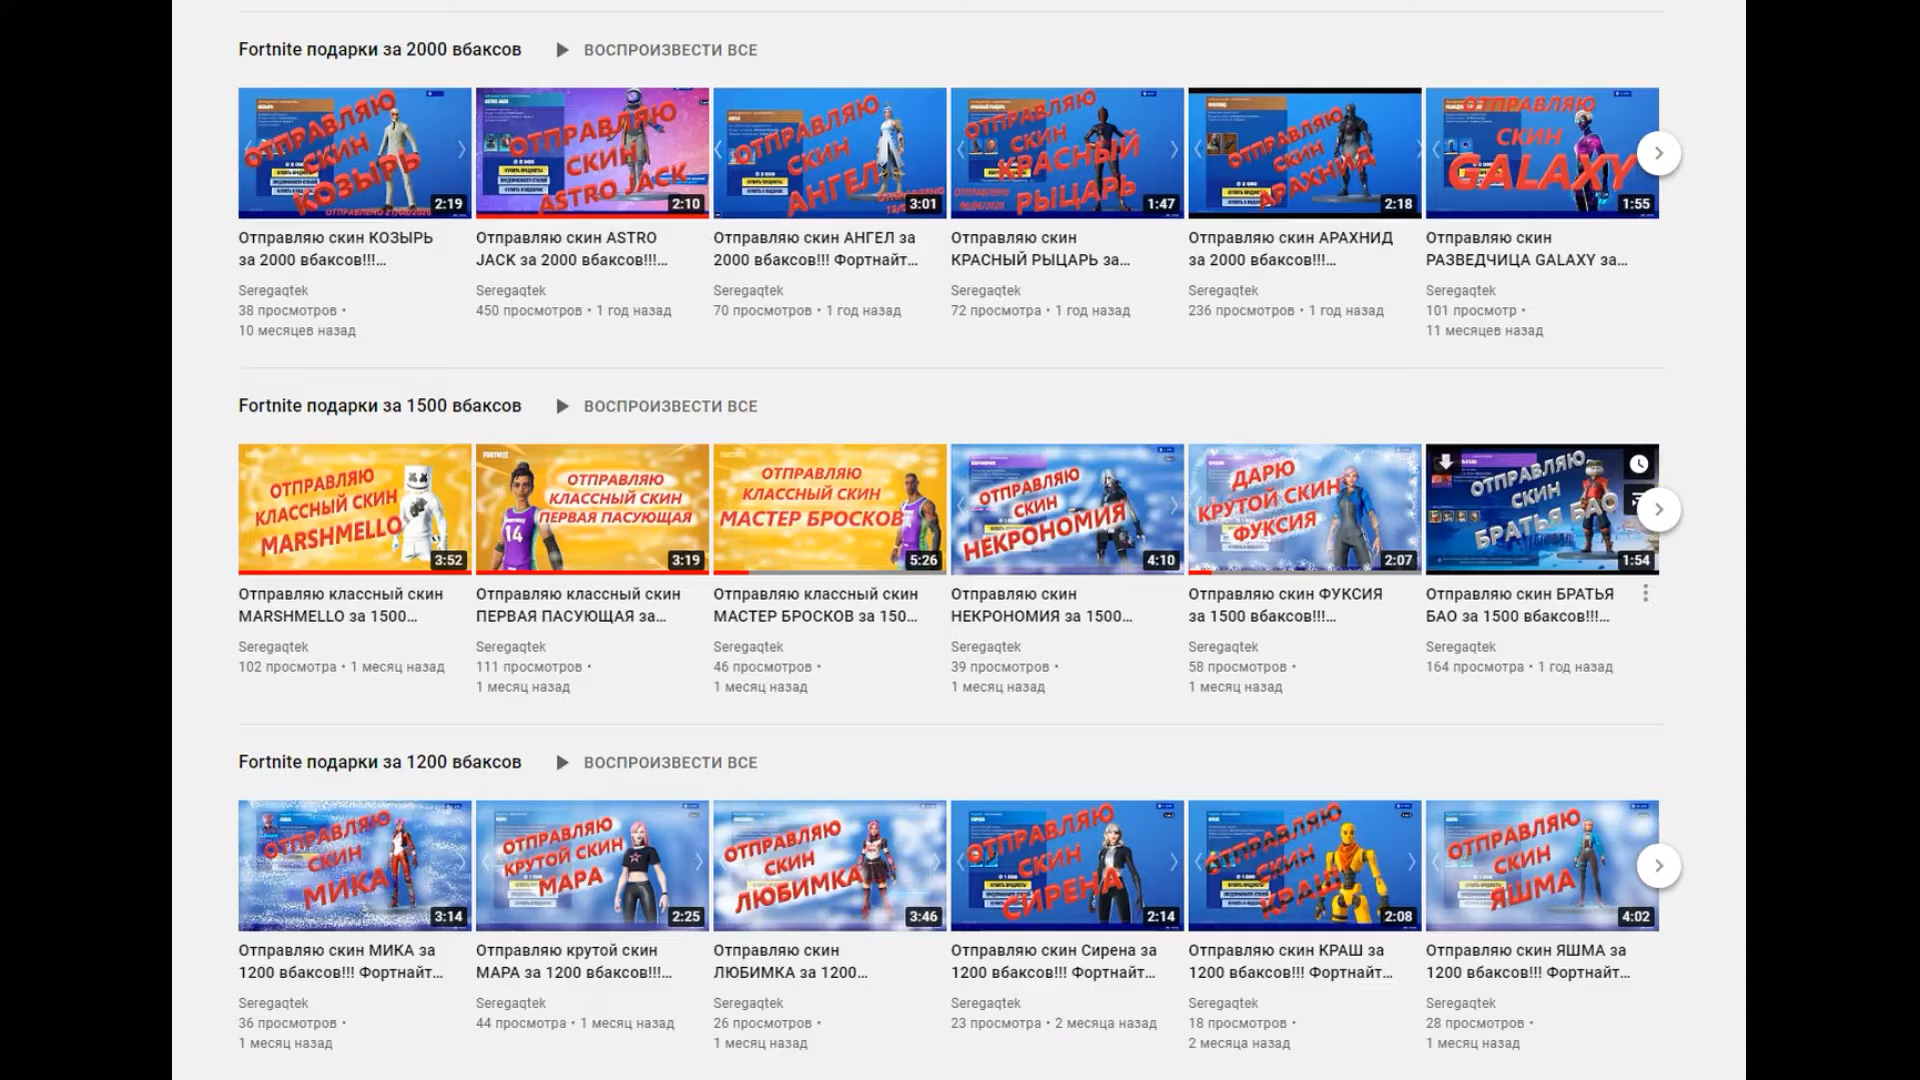 Fortnite подарки за 2000 вбаксов ВОСПРОИЗВЕСТИ ВСЕ
ОТПРАВЛЯЮ
СКИН
КОЗЫРЬ
2:19
ОТПРАВЛЯЮ
СКИН
ASTRO JACK
2:10
ОТПРАВЛЯЮ
СКИН
АНГЕЛ
3:01
ОТПРАВЛЯЮ
СКИН
КРАСНЫЙ
РЫЦАРЬ
1:47
ОТПРАВЛЯЮ
СКИН
АРАХНИД
2:18
ОТПРАВЛЯЮ
СКИН
GALAXY
1:55
Отправляю скин КОЗЫРЬ
за 2000 вбаксов!!!...
Seregaqtek
38 просмотров •
10 месяцев назад
Отправляю скин ASTRO
JACK за 2000 вбаксов!!!...
Seregaqtek
450 просмотров • 1 год назад
Отправляю скин АНГЕЛ за
2000 вбаксов!!! Фортнайт...
Seregaqtek
70 просмотров • 1 год назад
Отправляю скин
КРАСНЫЙ РЫЦАРЬ за...
Seregaqtek
72 просмотра • 1 год назад
Отправляю скин АРАХНИД
за 2000 вбаксов!!!...
Seregaqtek
236 просмотров • 1 год назад
Отправляю скин
РАЗВЕДЧИЦА GALAXY за...
Seregaqtek
101 просмотр •
11 месяцев назад
Fortnite подарки за 1500 вбаксов ВОСПРОИЗВЕСТИ ВСЕ
ОТПРАВЛЯЮ
КЛАССНЫЙ СКИН
MARSHMELLO
3:52
FORTNITE
ОТПРАВЛЯЮ
КЛАССНЫЙ СКИН
ПЕРВАЯ ПАСУЮЩАЯ
14
3:19
ОТПРАВЛЯЮ
КЛАССНЫЙ СКИН
МАСТЕР БРОСКОВ
5:26
ОТПРАВЛЯЮ
СКИН
НЕКРОНОМИЯ
4:10
ДАРЮ
КРУТОЙ СКИН
ФУКСИЯ
2:07
ОТПРАВЛЯЮ
СКИН
БРАТЬЯ БАО
1:54
Отправляю классный скин
MARSHMELLO за 1500...
Seregaqtek
102 просмотра • 1 месяц назад
Отправляю классный скин
ПЕРВАЯ ПАСУЮЩАЯ за...
Seregaqtek
111 просмотров •
1 месяц назад
Отправляю классный скин
МАСТЕР БРОСКОВ за 150...
Seregaqtek
46 просмотров •
1 месяц назад
Отправляю скин
НЕКРОНОМИЯ за 1500...
Seregaqtek
39 просмотров •
1 месяц назад
Отправляю скин ФУКСИЯ
за 1500 вбаксов!!!...
Seregaqtek
58 просмотров •
1 месяц назад
Отправляю скин БРАТЬЯ
БАО за 1500 вбаксов!!!...
Seregaqtek
164 просмотра • 1 год назад
Fortnite подарки за 1200 вбаксов ВОСПРОИЗВЕСТИ ВСЕ
ОТПРАВЛЯЮ
СКИН
МИКА
3:14
ОТПРАВЛЯЮ
КРУТОЙ СКИН
МАРА
2:25
ОТПРАВЛЯЮ
СКИН
ЛЮБИМКА
3:46
ОТПРАВЛЯЮ
СКИН
СИРЕНА
2:14
ОТПРАВЛЯЮ
СКИН
КРАШ
2:08
ОТПРАВЛЯЮ
СКИН
ЯШМА
4:02
Отправляю скин МИКА за
1200 вбаксов!!! Фортнайт...
Seregaqtek
36 просмотров •
1 месяц назад
Отправляю крутой скин
МАРА за 1200 вбаксов!!!...
Seregaqtek
44 просмотра • 1 месяц назад
Отправляю скин
ЛЮБИМКА за 1200...
Seregaqtek
26 просмотров •
1 месяц назад
Отправляю скин Сирена за
1200 вбаксов!!! Фортнайт...
Seregaqtek
23 просмотра • 2 месяца назад
Отправляю скин КРАШ за
1200 вбаксов!!! Фортнайт...
Seregaqtek
18 просмотров •
2 месяца назад
Отправляю скин ЯШМА за
1200 вбаксов!!! Фортнайт...
Seregaqtek
28 просмотров •
1 месяц назад